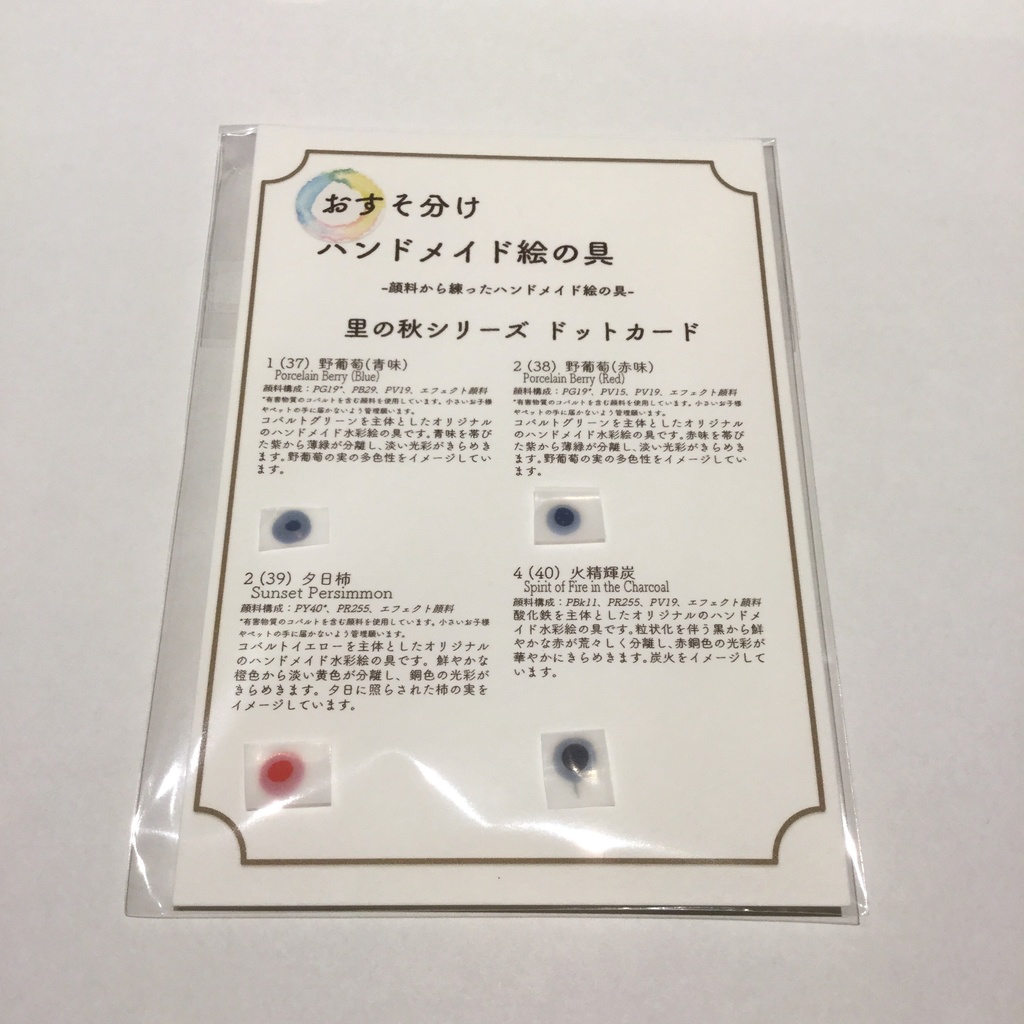 おすそ分け
ハンドメイド絵の具
-顔料から練ったハンドメイド絵の具-
里の秋シリーズ ドットカード
1 (37) 野葡萄(青味)
Porcelain Berry (Blue)
顔料構成：PG19*、PB29、PV19、エフェクト顔料
*有害物質のコバルトを含む顔料を使用しています。小さいお子様
やペットの手に届かないよう管理願います。
コバルトグリーンを主体としたオリジナル
のハンドメイド水彩絵の具です。青味を帯び
た紫から薄緑が分離し、淡い光彩がきらめき
ます。野葡萄の実の多色性をイメージしてい
ます。
2 (38) 野葡萄(赤味)
Porcelain Berry (Red)
顔料構成：PG19*、PV15、PV19、エフェクト顔料
*有害物質のコバルトを含む顔料を使用しています。小さいお子様
やペットの手に届かないよう管理願います。
コバルトグリーンを主体としたオリジナル
のハンドメイド水彩絵の具です。赤味を帯び
た紫から薄緑が分離し、淡い光彩がきらめき
ます。野葡萄の実の多色性をイメージしてい
ます。
2 (39) 夕日柿
Sunset Persimmon
顔料構成：PY40*、PR255、エフェクト顔料
*有害物質のコバルトを含む顔料を使用しています。小さいお子様
やペットの手に届かないよう管理願います。
コバルトイエローを主体としたオリジナル
のハンドメイド水彩絵の具です。鮮やかな
橙色から淡い黄色が分離し、銅色の光彩が
きらめきます。夕日に照らされた柿の実を
イメージしています。
4 (40) 火精輝炭
Spirit of Fire in the Charcoal
顔料構成：PBk11、PR255、PV19、エフェクト顔料
酸化鉄を主体としたオリジナルのハンドメ
イド水彩絵の具です。粒状化を伴う黒から鮮
やかな赤が荒々しく分離し、赤銅色の光彩が
華やかにきらめきます。炭火をイメージして
います。